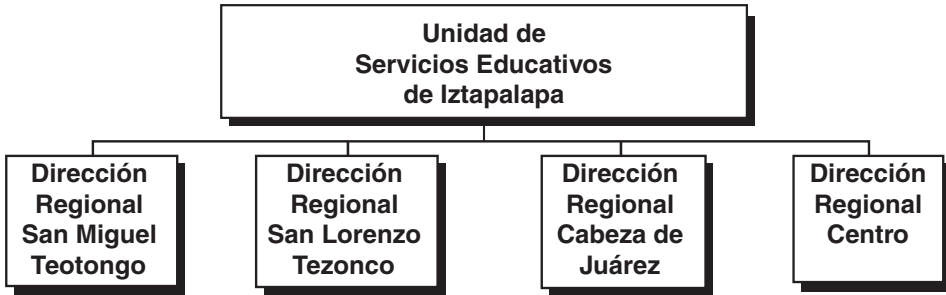 Unidad de
Servicios Educativos
de Iztapalapa
Dirección
Regional
San Miguel
Teotongo
Dirección
Regional
San Lorenzo
Tezonco
Dirección
Regional
Cabeza de
Juárez
Dirección
Regional
Centro